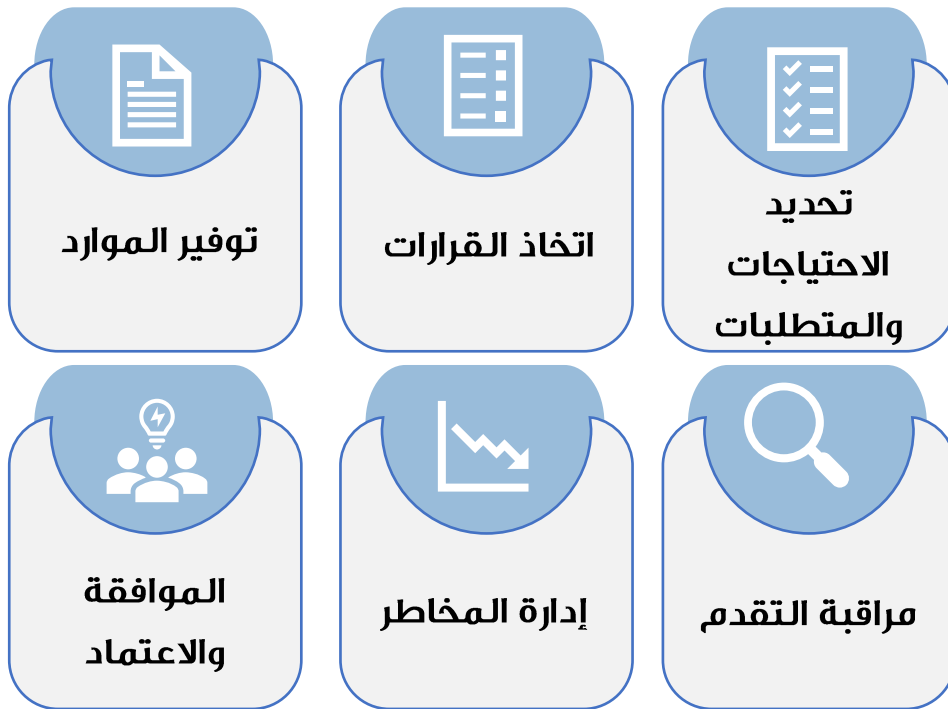 تحديد
الاحتياجات
والمتطلبات
اتخاذ القرارات
توفير الموارد
مراقبة التقدم
إدارة المخاطر
الموافقة
والاعتماد